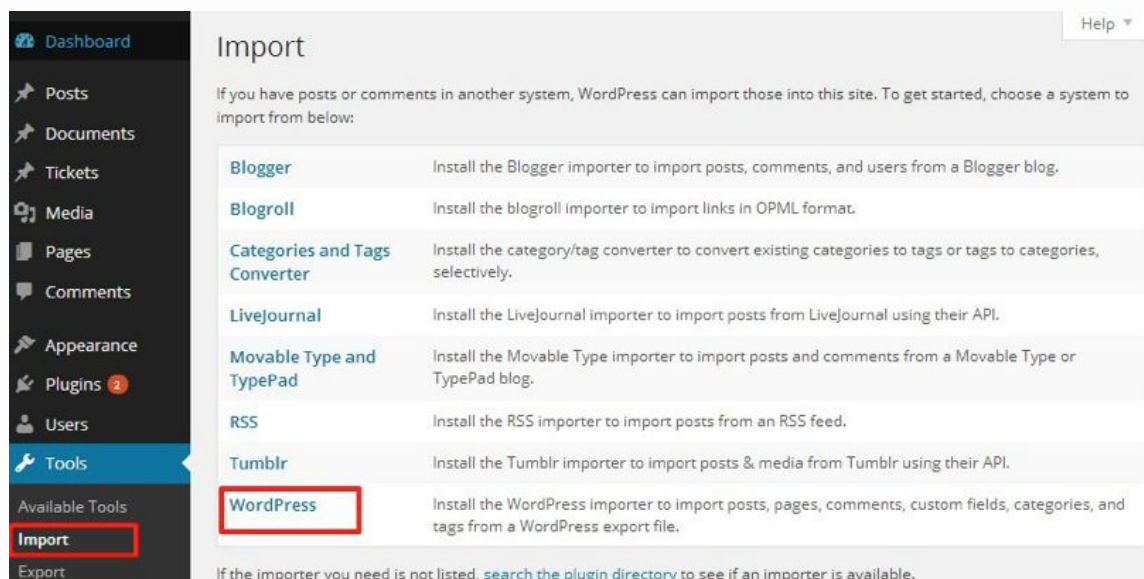 Dashboard
Posts
Documents
Tickets
Media
Pages
Comments
Appearance
Plugins 2
Users
Tools
Available Tools
Import
Export
Help
Import
If you have posts or comments in another system, WordPress can import those into this site. To get started, choose a system to
import from below:
Blogger
Install the Blogger importer to import posts, comments, and users from a Blogger blog.
Blogroll
Install the blogroll importer to import links in OPML format.
Categories and Tags
Converter
Install the category/tag converter to convert existing categories to tags or tags to categories,
selectively.
LiveJournal
Install the LiveJournal importer to import posts from LiveJournal using their API.
Movable Type and
TypePad
Install the Movable Type importer to import posts and comments from a Movable Type or
TypePad blog.
RSS
Install the RSS importer to import posts from an RSS feed.
Tumblr
Install the Tumblr importer to import posts & media from Tumblr using their API.
WordPress
Install the WordPress importer to import posts, pages, comments, custom fields, categories, and
tags from a WordPress export file.
If the importer you need is not listed, search the plugin directory to see if an importer is available.